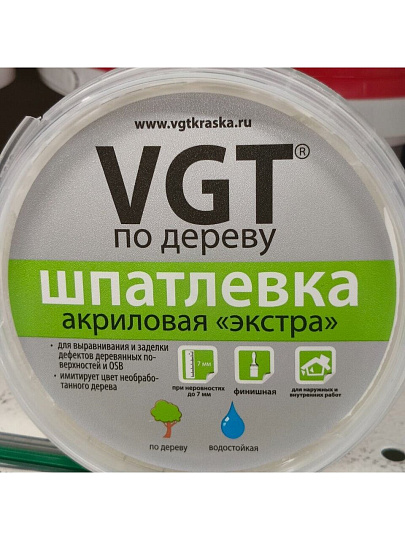 www.vgtkraska.ru
VGT®
по дереву
шпатлевка
акриловая «экстра»
• для выравнивания и заделки
дефектов деревянных по-
верхностей и OSB
• имитирует цвет необрабо-
танного дерева
7 мм
при неровностях
до 7 мм
финишная
для наружных и
внутренних работ
по дереву
водостойкая